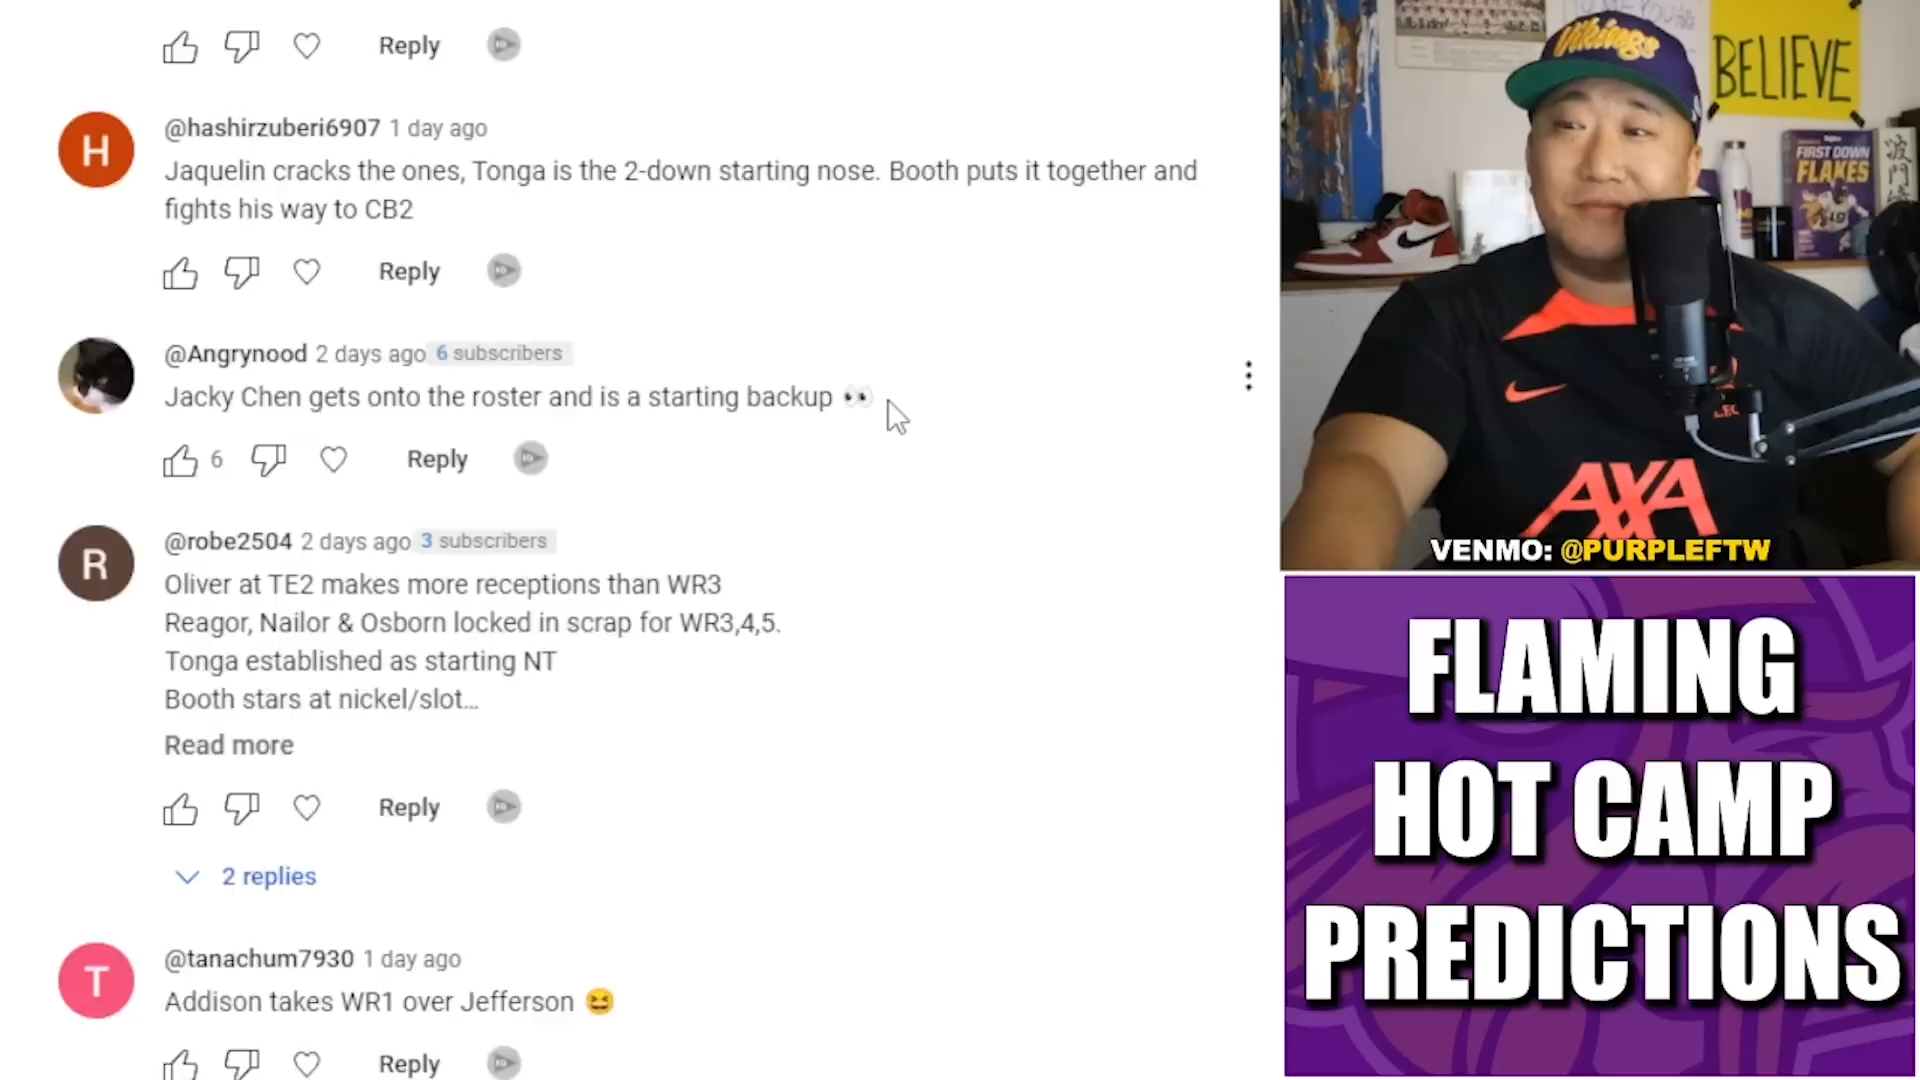 Reply
H
@hashirzuberi6907 1 day ago
Jaquelin cracks the ones, Tonga is the 2-down starting nose. Booth puts it together and
fights his way to CB2
Reply
@Angrynood 2 days ago 6 subscribers
Jacky Chen gets onto the roster and is a starting backup 👀
6 Reply
R
@robe2504 2 days ago 3 subscribers
Oliver at TE2 makes more receptions than WR3
Reagor, Nailor & Osborn locked in scrap for WR3,4,5.
Tonga established as starting NT
Booth stars at nickel/slot...
Read more
Reply
2 replies
T
@tanachum7930 1 day ago
Addison takes WR1 over Jefferson 😆
Reply
Vikings
BELIEVE
FIRST DOWN
FLAKES
AXA
VENMO: @PURPLEFTW
FLAMING
HOT CAMP
PREDICTIONS